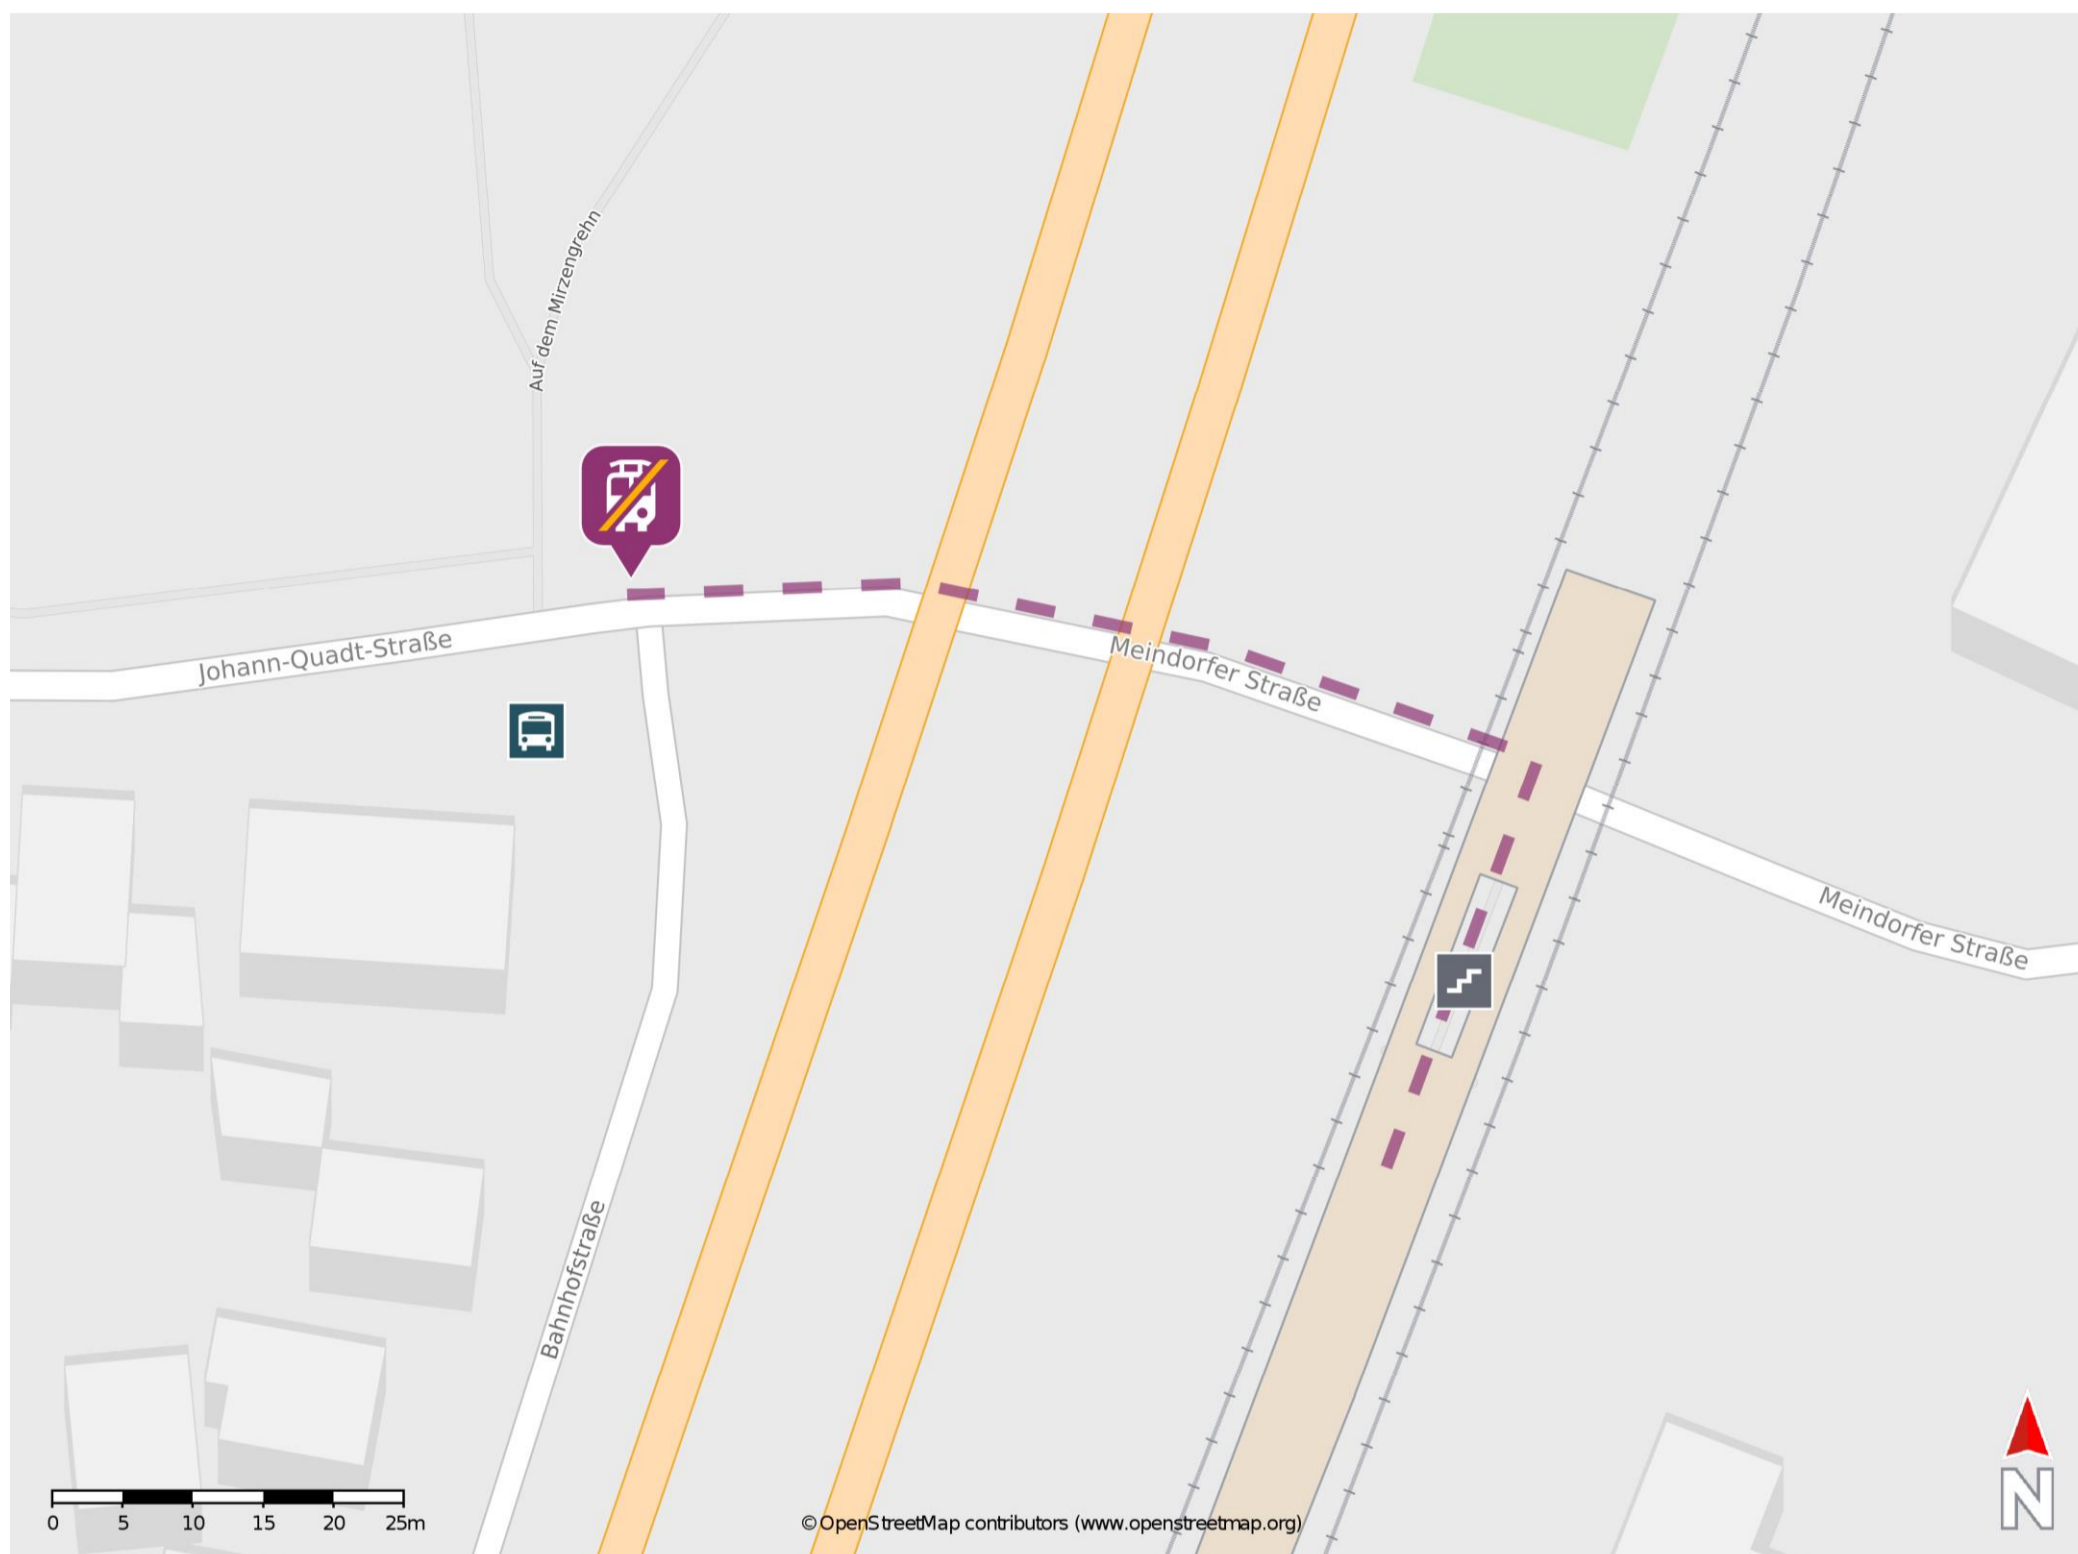 Auf dem Mirzengrehn
Johann-Quadt-Straße
Meindorfer Straße
Meindorfer Straße
Bahnhofstraße
0 5 10 15 20 25m
©OpenStreetMap contributors (www.openstreetmap.org)
N